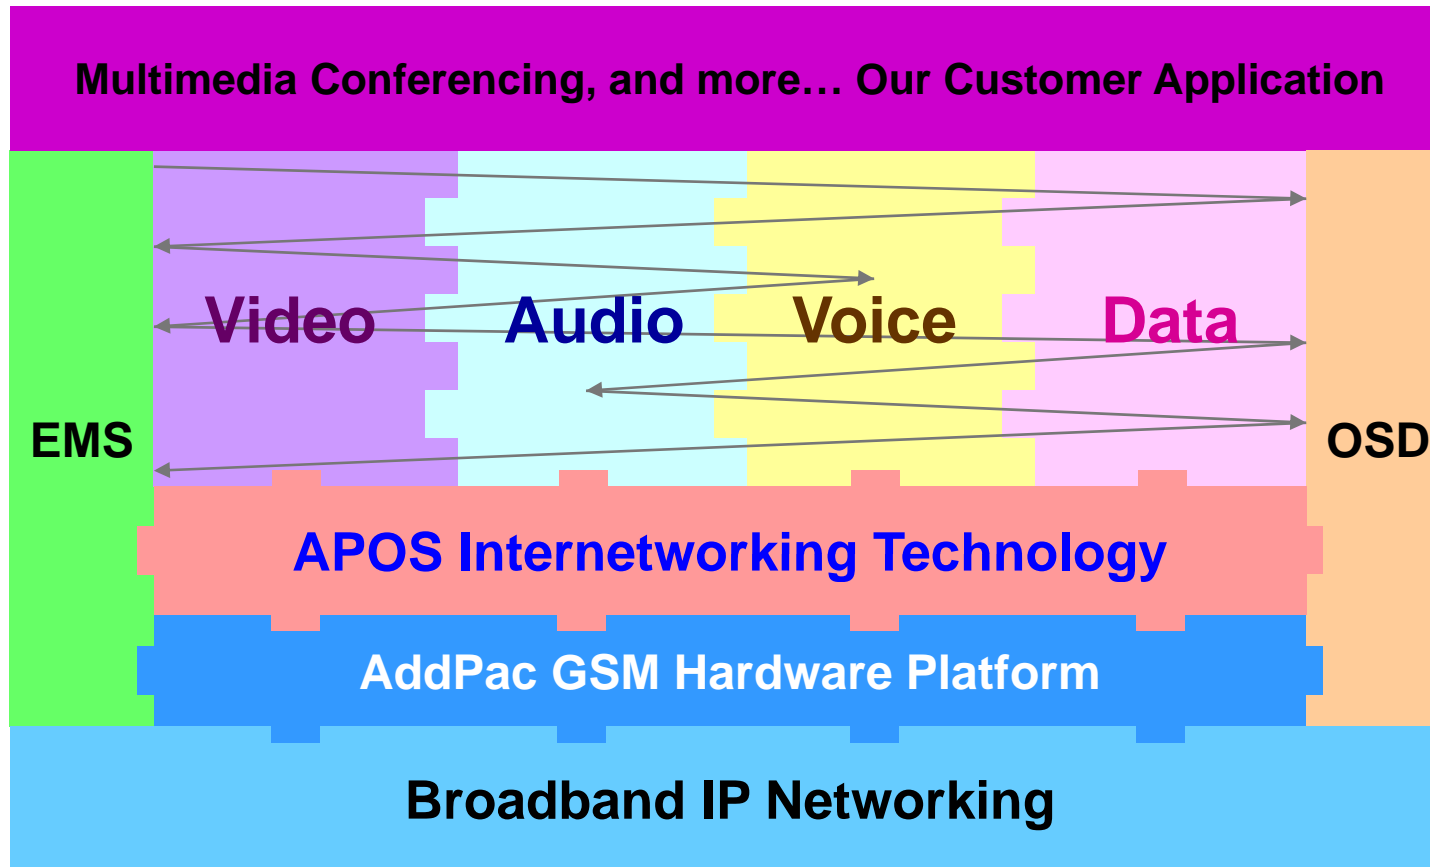 Multimedia Conferencing, and more… Our Customer Application
Video Audio Voice Data
EMS
OSD
APOS Internetworking Technology
AddPac GSM Hardware Platform
Broadband IP Networking